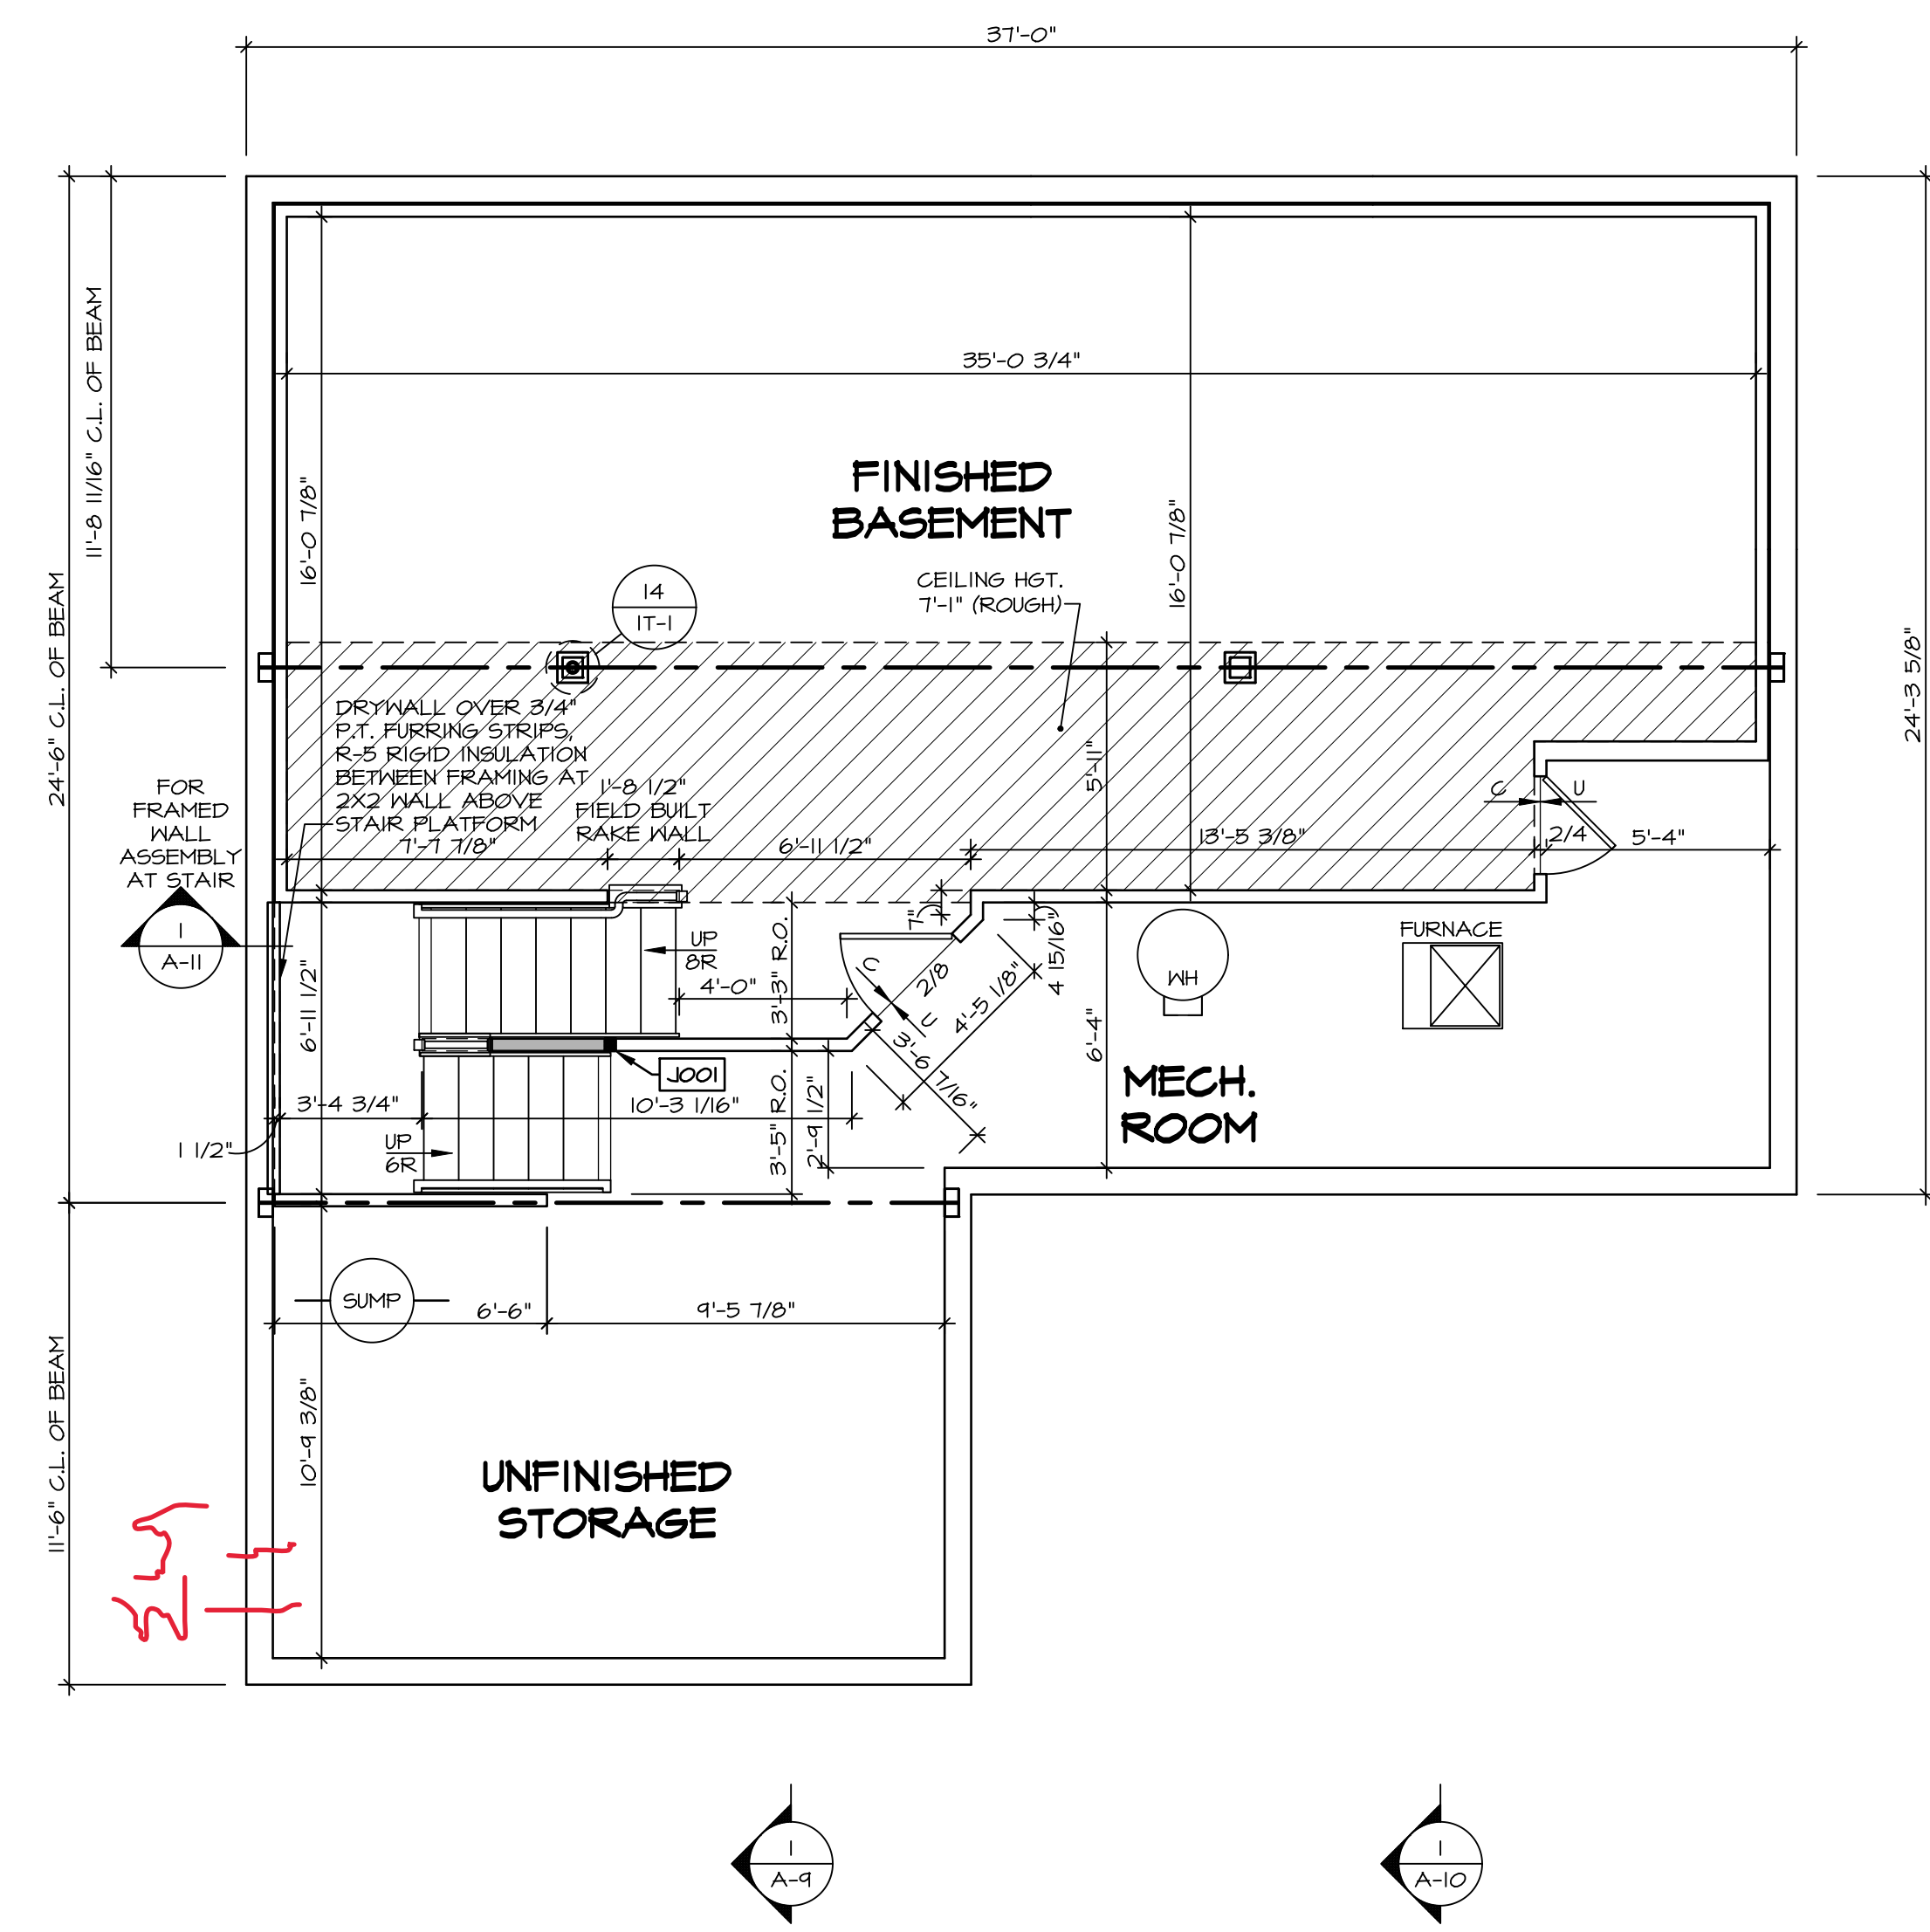 37'-0"
11'-8 11/16" C.L. OF BEAM
24'-6" C.L. OF BEAM
24'-3 5/8"
35'-0 3/4"
16'-0 7/8"
16'-0 7/8"
FINISHED
BASEMENT
CEILING HGT.
7'-1" (ROUGH)
14
1T-1
DRYWALL OVER 3/4"
P.T. FURRING STRIPS,
R-5 RIGID INSULATION
BETWEEN FRAMING AT
2X2 WALL ABOVE
STAIR PLATFORM
1'-8 1/2"
FIELD BUILT
RAKE WALL
5'-11"
FOR
FRAMED
WALL
ASSEMBLY
AT STAIR
1
A-11
7'-7 7/8"
6'-11 1/2"
13'-5 3/8"
C
U
2/4
5'-4"
UP
8R
4'-0"
3'-3" R.O.
7"
4 15/16"
C
2/8
U
4'-5 1/8"
3'-6 7/16"
6'-4"
WH
FURNACE
6'-11 1/2"
J001
MECH.
ROOM
3'-4 3/4"
10'-3 1/16"
3'-5" R.O.
2'-9 1/2"
1 1/2"
UP
6R
SUMP
6'-6"
9'-5 7/8"
11'-6" C.L. OF BEAM
10'-9 3/8"
UNFINISHED
STORAGE
1
A-9
1
A-10